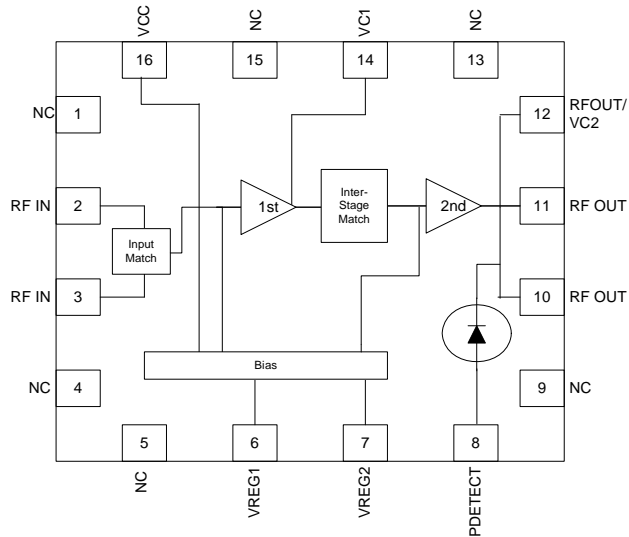 VCC
NC
VC1
NC
16
15
14
13
NC
1
12
RFOUT/
VC2
RF IN
2
1st
Inter-
Stage
Match
2nd
11
RF OUT
Input
Match
RF IN
3
10
RF OUT
Bias
NC
4
9
NC
5
6
7
8
NC
VREG1
VREG2
PDETECT